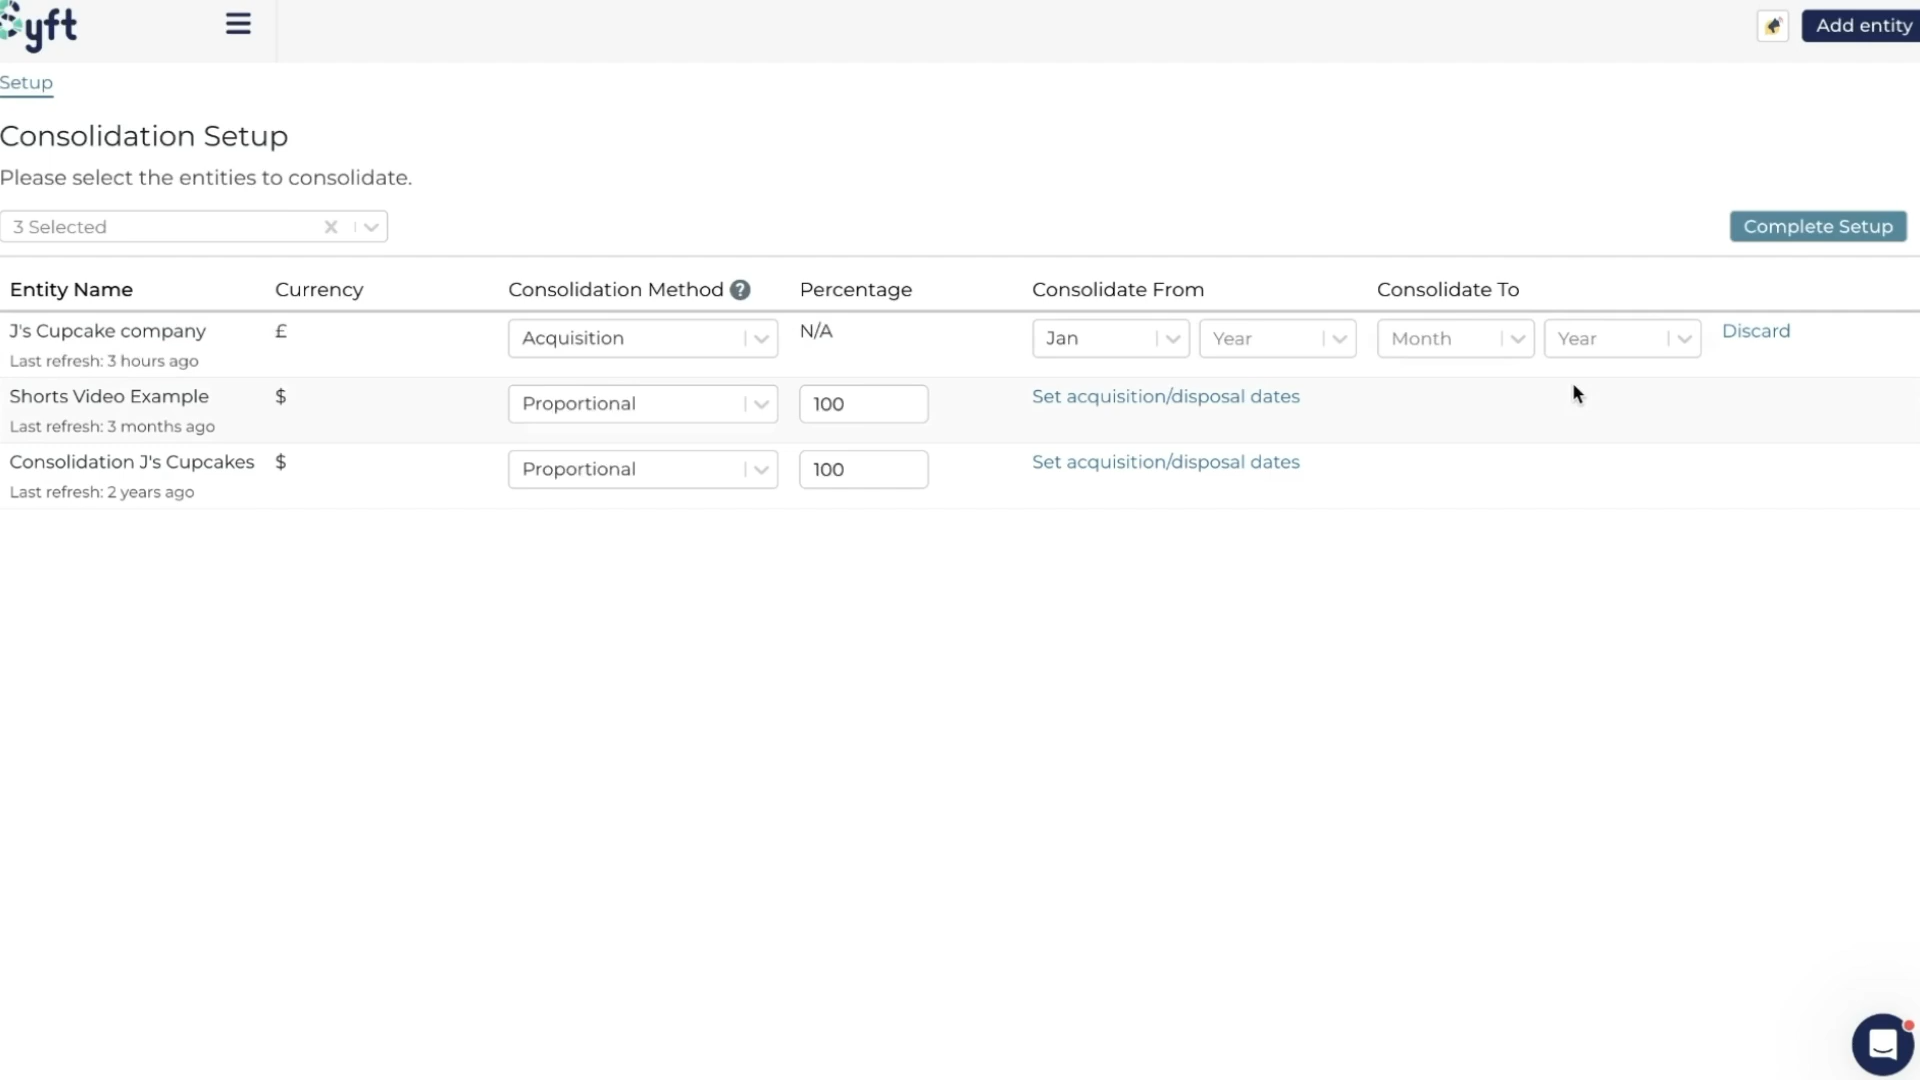 syft
Add entity
Setup
Consolidation Setup
Please select the entities to consolidate.
3 Selected
Complete Setup
Entity Name Currency Consolidation Method ? Percentage Consolidate From Consolidate To
J's Cupcake company £ Acquisition N/A Jan Year Month Year Discard
Last refresh: 3 hours ago
Shorts Video Example $ Proportional 100 Set acquisition/disposal dates
Last refresh: 3 months ago
Consolidation J's Cupcakes $ Proportional 100 Set acquisition/disposal dates
Last refresh: 2 years ago